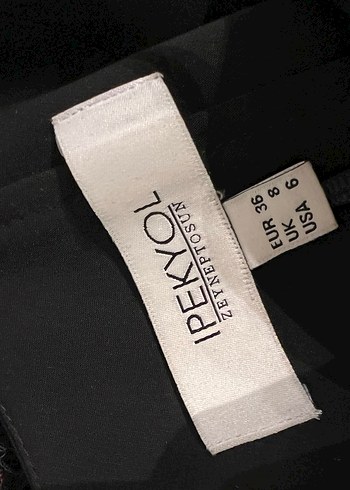 IPEKYOL
ZEYNEPTOSUN
EUR 36
UK 8
USA 6